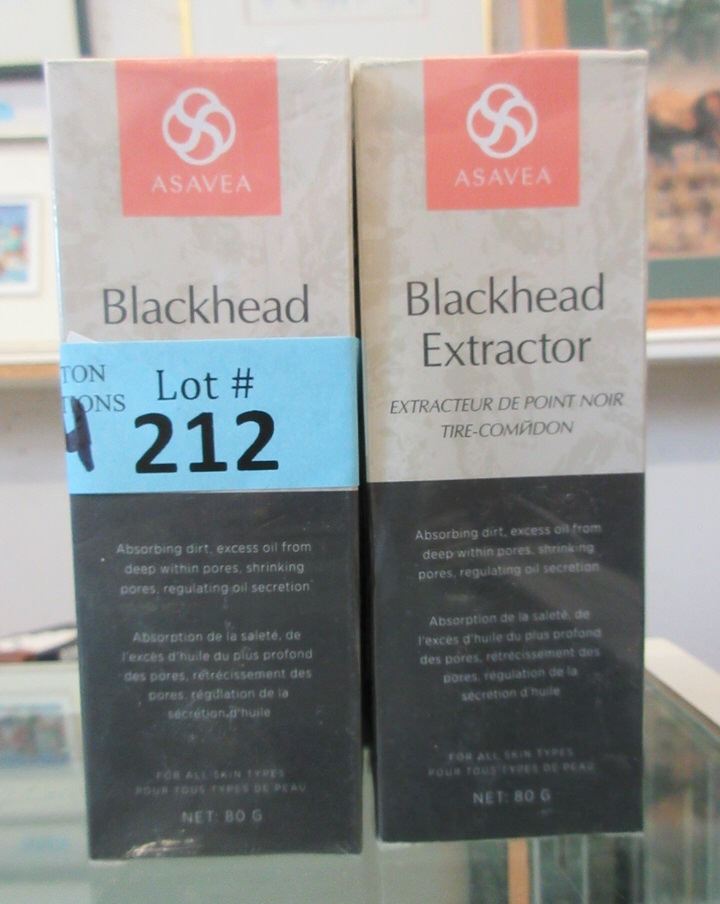 ASAVEA
Blackhead
TON
IONS
Lot #
212
Absorbing dirt, excess oil from
deep within pores, shrinking
pores, regulating oil secretion
Absorption de la saleté, de
l'excès d'huile du plus profond
des pores, rétrécissement des
pores, régulation de la
sécrétion d'huile
FOR ALL SKIN TYPES
POUR TOUS TYPES DE PEAU
NET: 80 G
ASAVEA
Blackhead
Extractor
EXTRACTEUR DE POINT NOIR
TIRE-COMЍDON
Absorbing dirt, excess oil from
deep within pores, shrinking
pores, regulating oil secretion
Absorption de la saleté, de
l'excès d'huile du plus profond
des pores, rétrécissement des
pores, régulation de la
sécrétion d'huile
FOR ALL SKIN TYPES
POUR TOUS TYPES DE PEAU
NET: 80 G